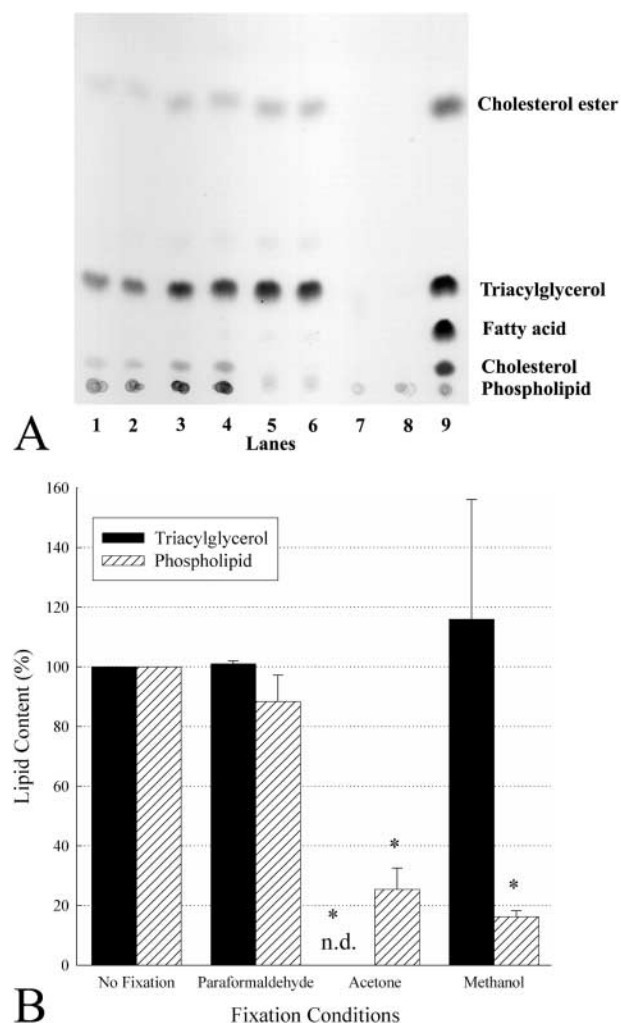 Cholesterol ester
Triacylglycerol
Fatty acid
Cholesterol
Phospholipid
A
1 2 3 4 5 6 7 8 9
Lanes
160
140
120
100
80
60
40
20
0
Lipid Content (%)
Triacylglycerol
Phospholipid
*
n.d.
*
*
No Fixation Paraformaldehyde Acetone Methanol
B
Fixation Conditions